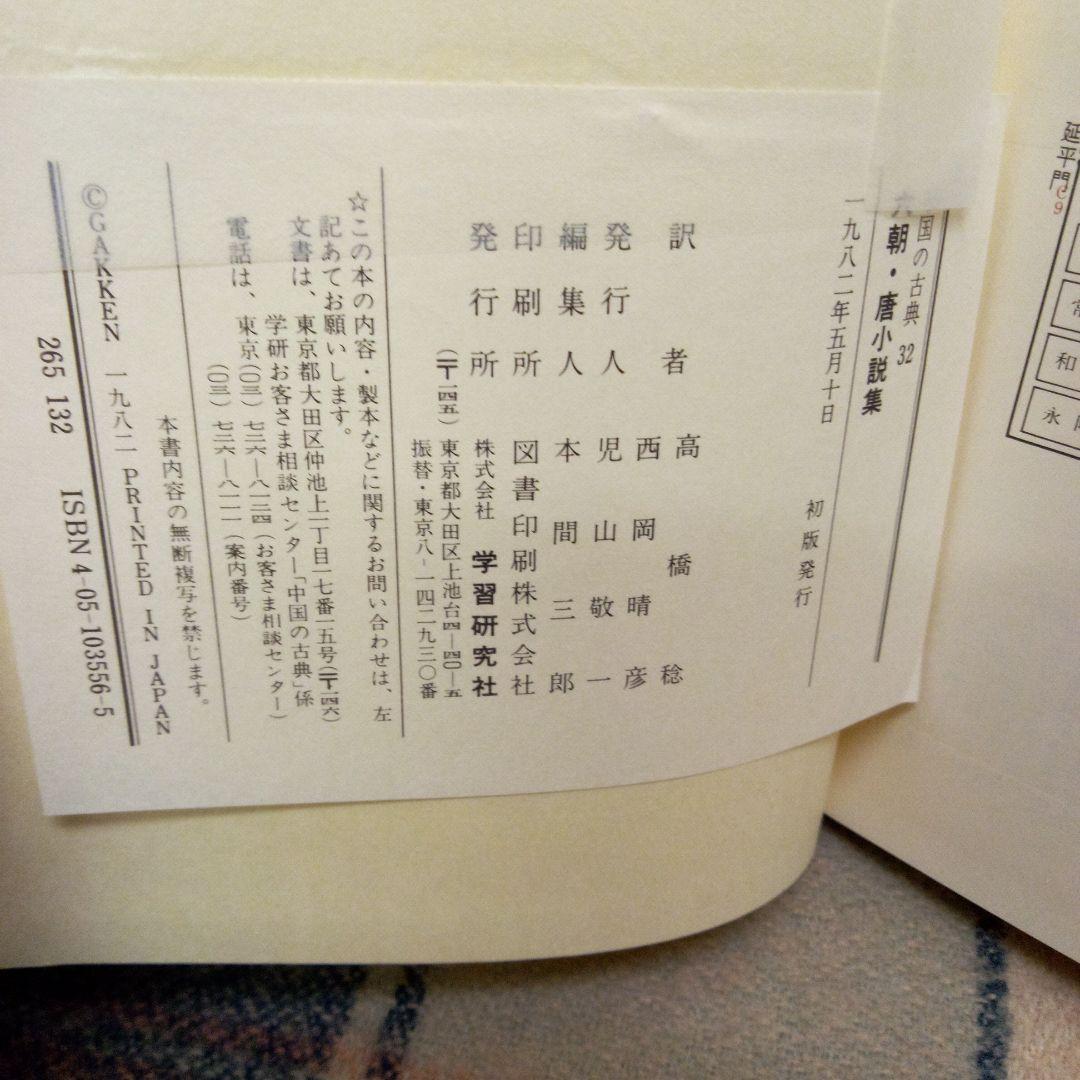 国の古典 32
六朝・唐小説集
一九八二年五月十日 初版発行
訳者 高橋稔
西岡晴彦
発行人 児山敬一
編集人 本間三郎
印刷所 図書印刷株式会社
発行所 株式会社 学習研究社
(〒一四五) 東京都大田区上池台四-四〇-五
振替・東京八-一四二九三〇番
☆この本の内容・製本などに関するお問い合わせは、左
記あてお願いします。
文書は、東京都大田区仲池上一丁目一七番一五号(〒一四六)
学研お客さま相談センター「中国の古典」係
電話は、東京(〇三)七二六-八一二四(お客さま相談センター)
(〇三)七二六-八一一一(案内番号)
本書内容の無断複写を禁じます。
©GAKKEN 一九八二 PRINTED IN JAPAN
265 132 ISBN4-05-103556-5
延平門C9
和
永